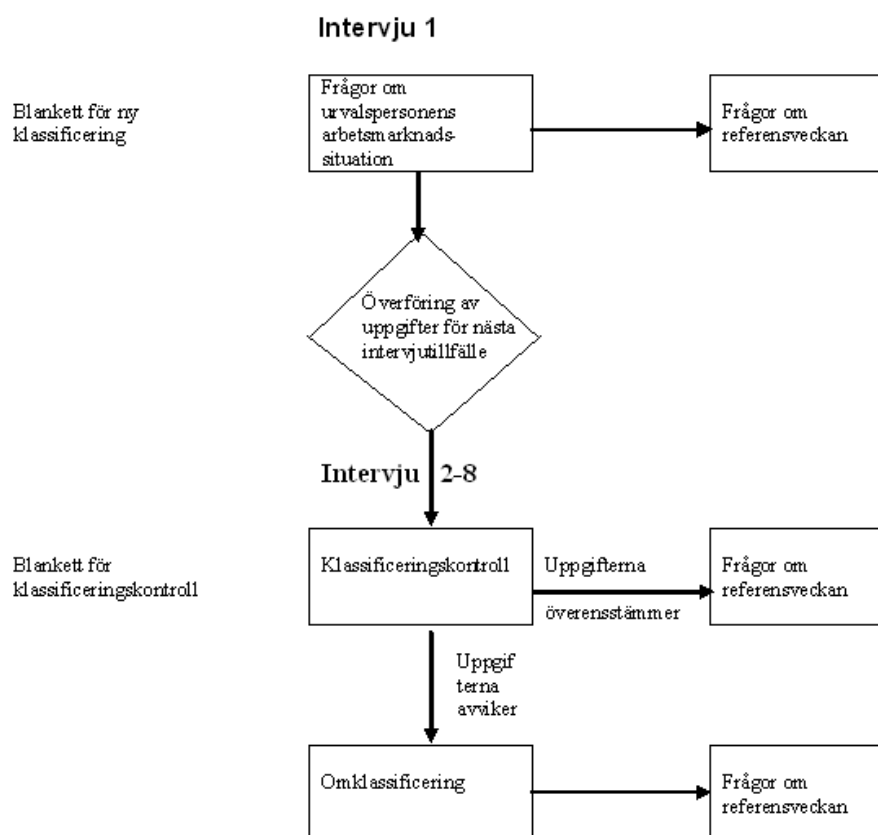 Intervju 1
Blankett för ny
klassificering
Frågor om
urvalspersonens
arbetsmarknads-
situation
Frågor om
referensveckan
Överföring av
uppgifter för nästa
intervjutillfälle
Intervju 2-8
Blankett för
klassificeringskontroll
Klassificeringskontroll
Uppgifterna
överensstämmer
Frågor om
referensveckan
Uppgif
terna
avviker
Omklassificering
Frågor om
referensveckan